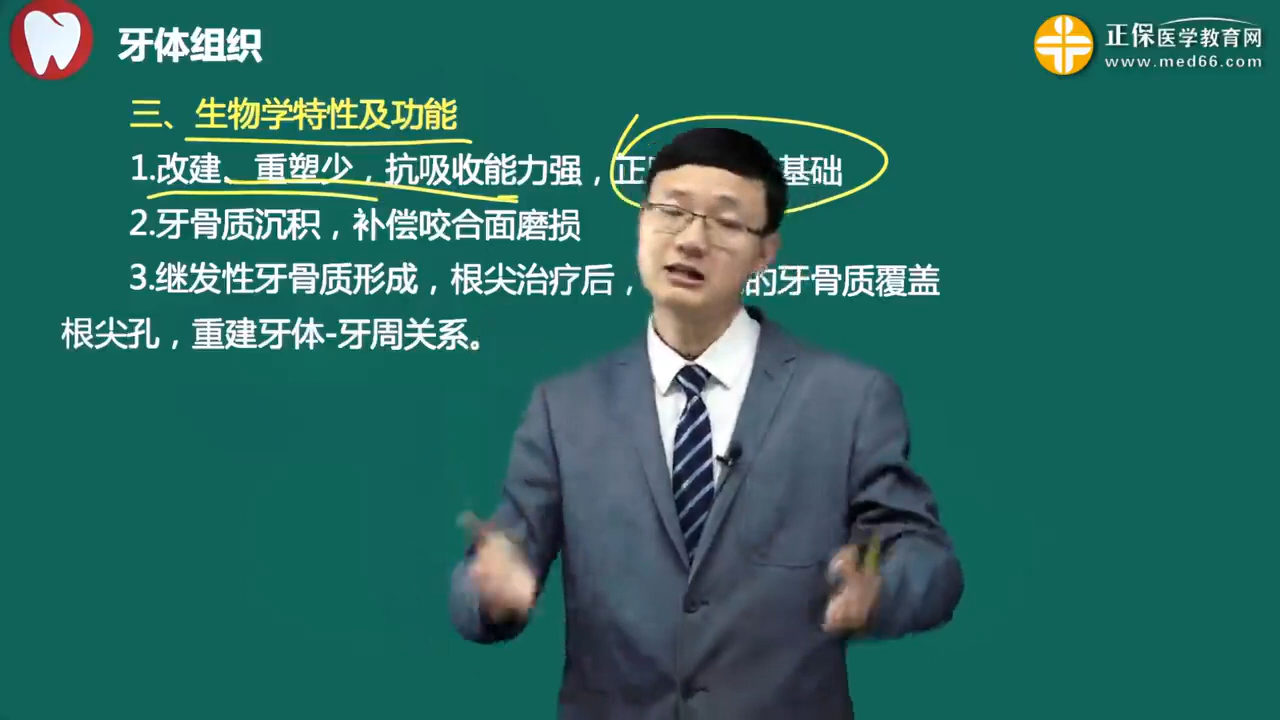 牙体组织
正保医学教育网
www.med66.com
三、生物学特性及功能
1.改建、重塑少，抗吸收能力强，正 基础
2.牙骨质沉积，补偿咬合面磨损
3.继发性牙骨质形成，根尖治疗后， 的牙骨质覆盖
根尖孔，重建牙体-牙周关系。